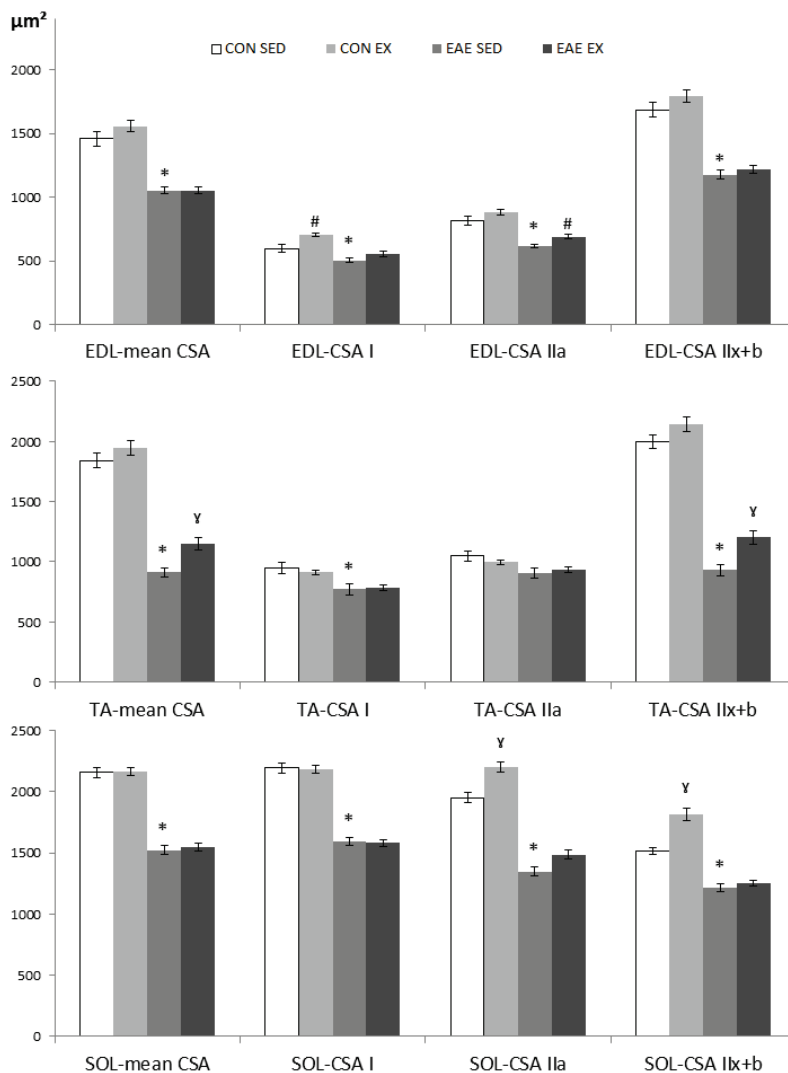 µm²
CON SED CON EX EAE SED EAE EX
2000
*
1500
*
1000
# * * #
500
0
EDL-mean CSA EDL-CSA I EDL-CSA IIa EDL-CSA IIx+b
2500
2000
1500
ɣ ɣ
* * *
1000
500
0
TA-mean CSA TA-CSA I TA-CSA IIa TA-CSA IIx+b
2500
ɣ
2000
ɣ
* * * *
1500
1000
500
0
SOL-mean CSA SOL-CSA I SOL-CSA IIa SOL-CSA IIx+b